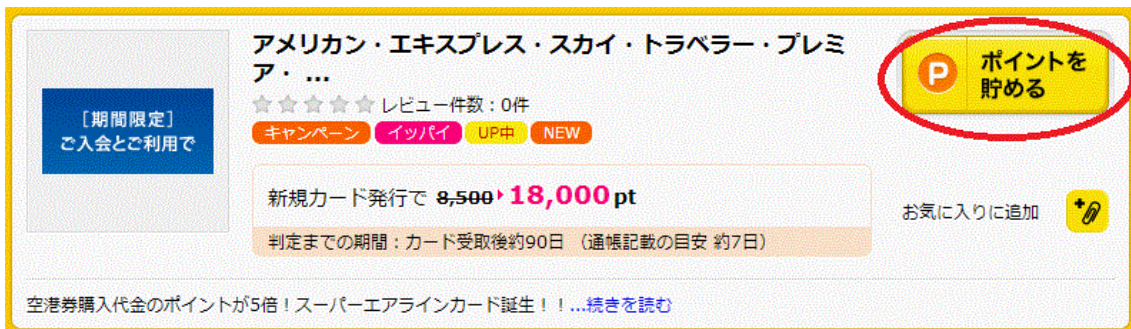 アメリカン・エキスプレス・スカイ・トラベラー・プレミ
ア・ ...
レビュー件数：0件
キャンペーン イッパイ UP中 NEW
［期間限定］
ご入会とご利用で
新規カード発行で 8,500 18,000pt
判定までの期間：カード受取後約90日 （通帳記載の目安 約7日）
P ポイントを
貯める
お気に入りに追加
空港券購入代金のポイントが5倍！スーパーエアラインカード誕生！！...続きを読む